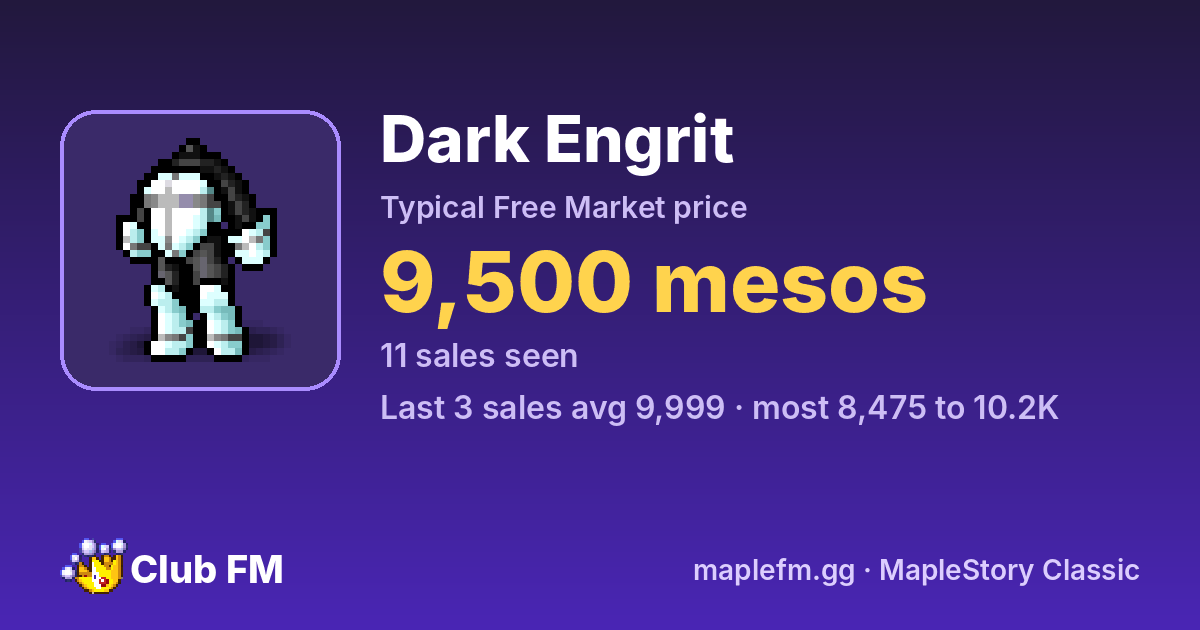 Dark Engrit
Typical Free Market price
9,500 mesos
11 sales seen
Last 3 sales avg 9,999 · most 8,475 to 10.2K
Club FM
maplefm.gg · MapleStory Classic